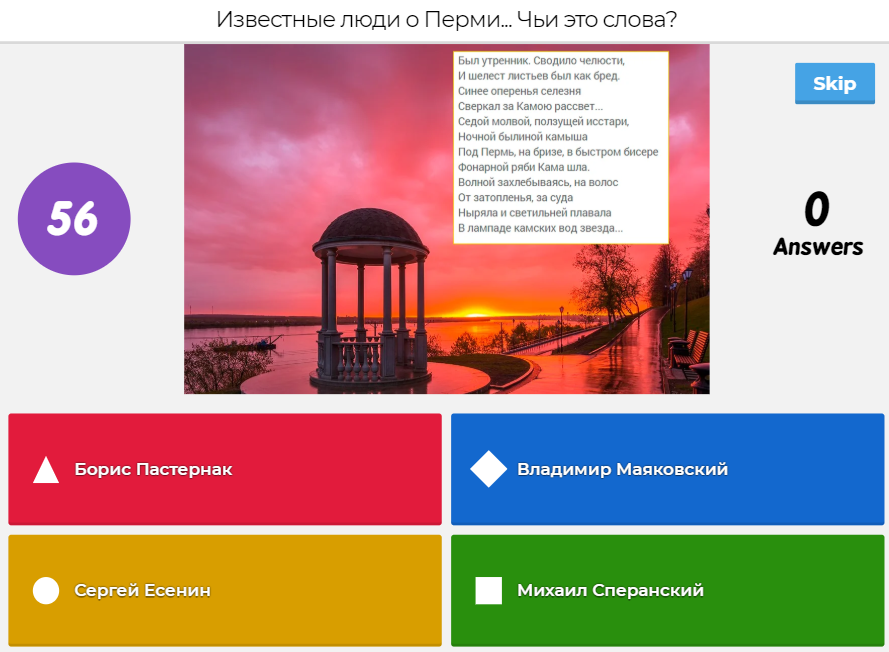 Известные люди о Перми... Чьи это слова?
Был утренник. Сводило челюсти,
И шелест листьев был как бред.
Синее оперенья селезня
Сверкал за Камою рассвет...
Седой молвой, ползущей исстари,
Ночной былиной камыша
Под Пермь, на бризе, в быстром бисере
Фонарной ряби Кама шла.
Волной захлебываясь, на волос
От затопленья, за суда
Ныряла и светильней плавала
В лампаде камских вод звезда...
Skip
56
0
Answers
Борис Пастернак
Владимир Маяковский
Сергей Есенин
Михаил Сперанский